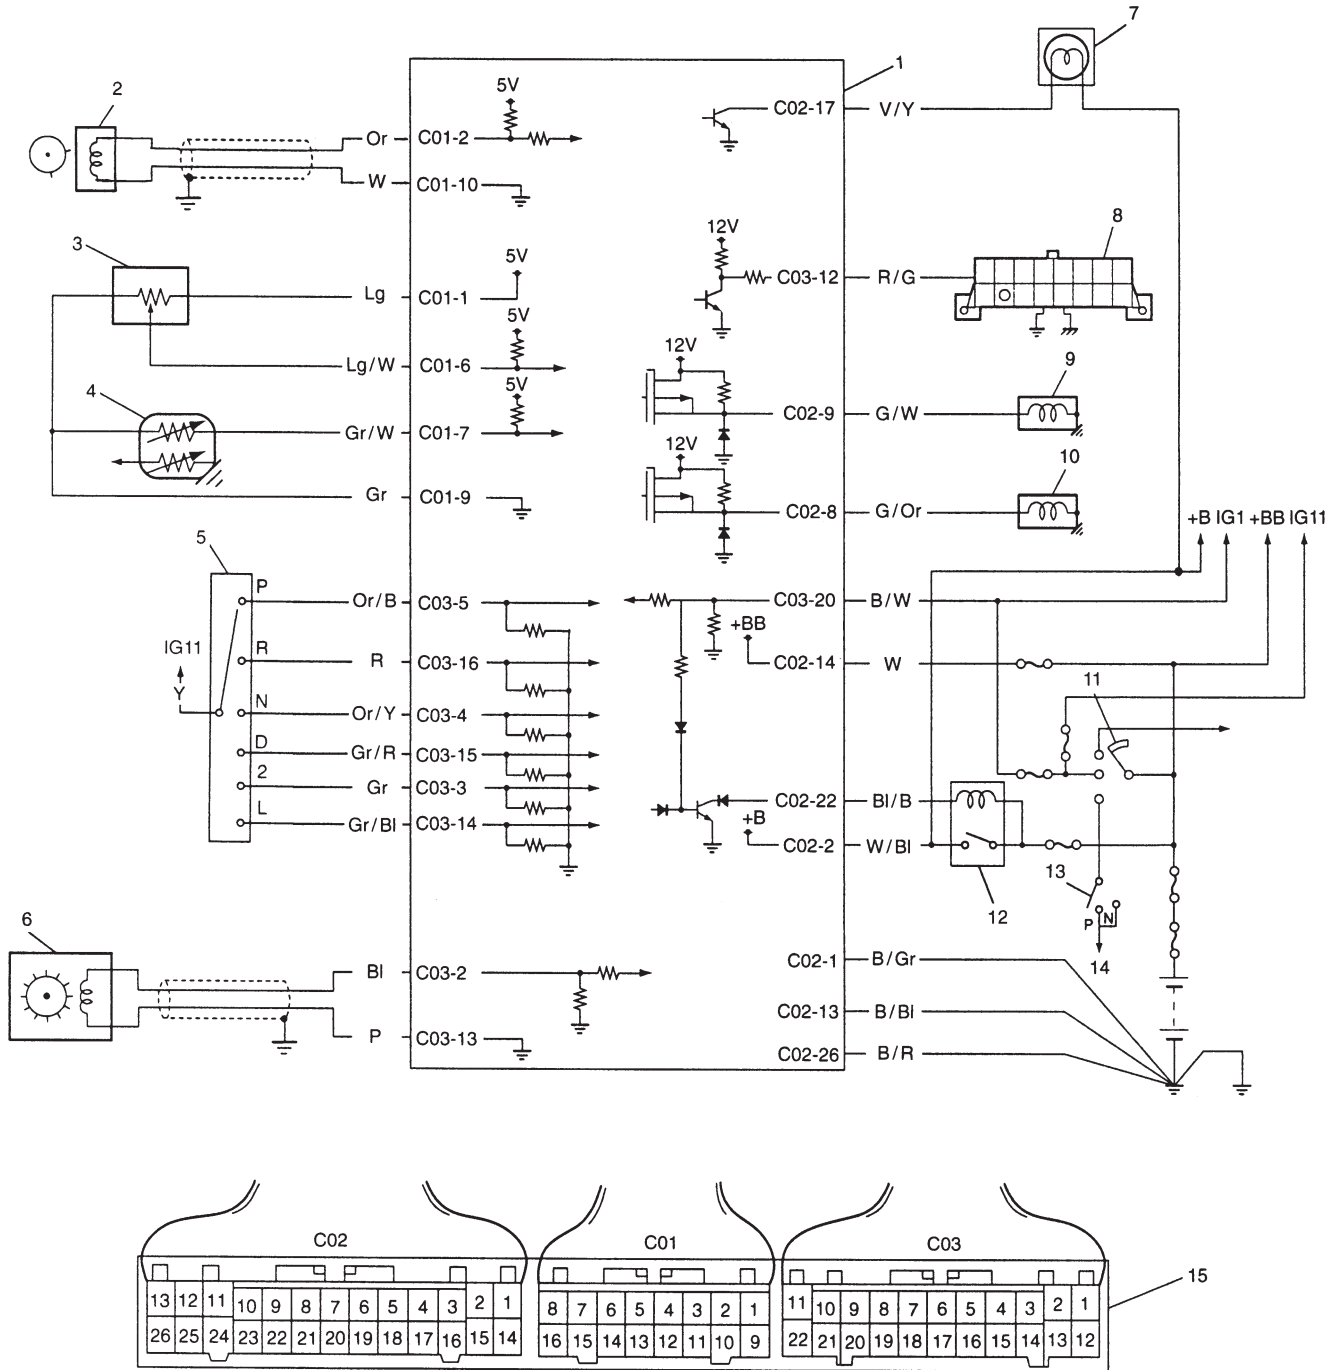 7
1
2
5V
C02-17
V/Y
Or
C01-2
W
C01-10
8
12V
3
5V
C03-12
R/G
Lg
C01-1
5V
12V
9
Lg/W
C01-6
5V
4
C02-9
G/W
Gr/W
C01-7
12V
10
Gr
C01-9
C02-8
G/Or
+B IG1 +BB IG11
5
P
Or/B
C03-5
C03-20
B/W
+BB
IG11
R
R
C03-16
C02-14
W
Y
11
N
Or/Y
C03-4
D
Gr/R
C03-15
2
Gr
C03-3
C02-22
Bl/B
L
Gr/Bl
C03-14
+B
C02-2
W/Bl
13
12
6
P
N
C02-1
B/Gr
14
Bl
C03-2
C02-13
B/Bl
P
C03-13
C02-26
B/R
C02
C01
C03
15
13 12 11 10 9 8 7 6 5 4 3 2 1
8 7 6 5 4 3 2 1
11 10 9 8 7 6 5 4 3 2 1
26 25 24 23 22 21 20 19 18 17 16 15 14
16 15 14 13 12 11 10 9
22 21 20 19 18 17 16 15 14 13 12